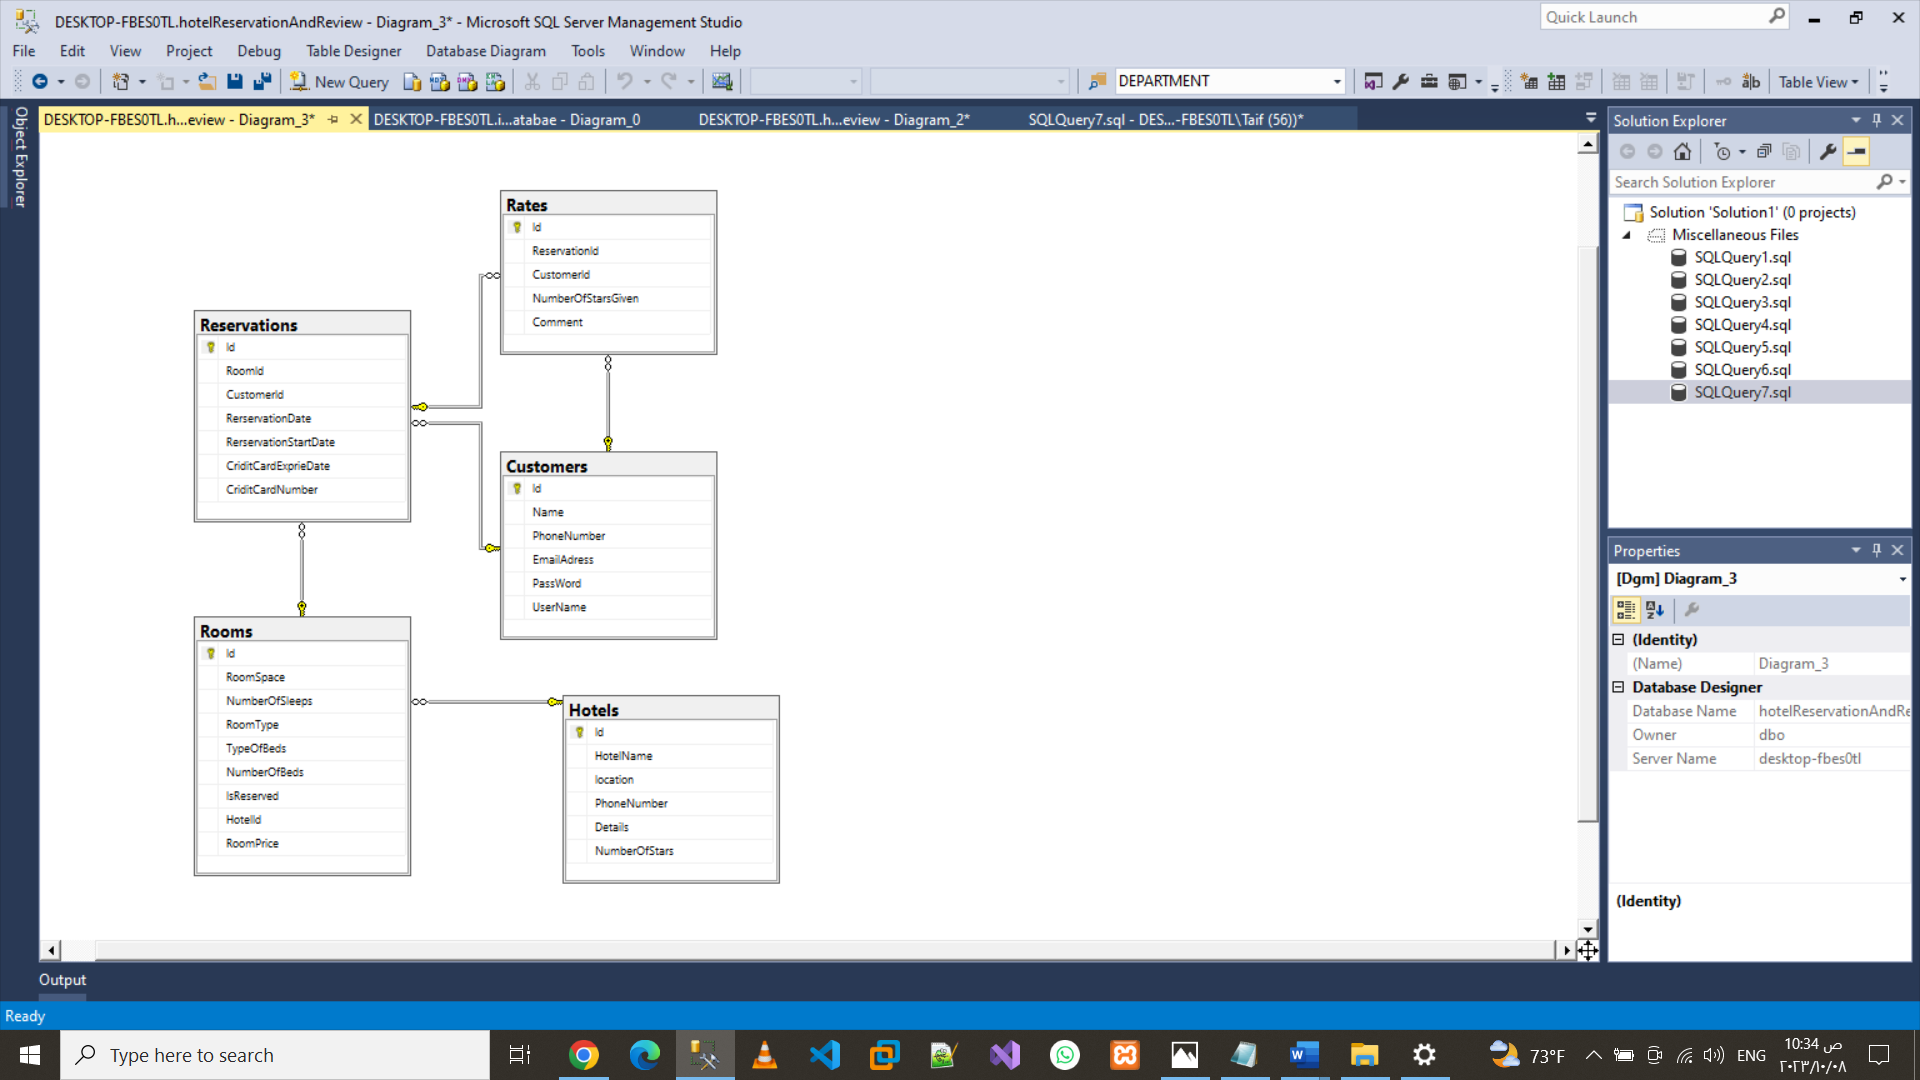 DESKTOP-FBES0TL.hotelReservationAndReview - Diagram_3* - Microsoft SQL Server Management Studio
Quick Launch
File Edit View Project Debug Table Designer Database Diagram Tools Window Help
New Query
DEPARTMENT
Table View
Object Explorer
DESKTOP-FBES0TL.h...eview - Diagram_3*
DESKTOP-FBES0TL.i...atabae - Diagram_0
DESKTOP-FBES0TL.h...eview - Diagram_2*
SQLQuery7.sql - DES...-FBES0TL\Taif (56))*
Rates
Id
ReservationId
CustomerId
NumberOfStarsGiven
Comment
Reservations
Id
RoomId
CustomerId
RerservationDate
RerservationStartDate
CriditCardExprieDate
CriditCardNumber
Customers
Id
Name
PhoneNumber
EmailAdress
PassWord
UserName
Rooms
Id
RoomSpace
NumberOfSleeps
RoomType
TypeOfBeds
NumberOfBeds
IsReserved
HotelId
RoomPrice
Hotels
Id
HotelName
location
PhoneNumber
Details
NumberOfStars
Solution Explorer
Search Solution Explorer
Solution 'Solution1' (0 projects)
Miscellaneous Files
SQLQuery1.sql
SQLQuery2.sql
SQLQuery3.sql
SQLQuery4.sql
SQLQuery5.sql
SQLQuery6.sql
SQLQuery7.sql
Properties
[Dgm] Diagram_3
(Identity)
(Name) Diagram_3
Database Designer
Database Name hotelReservationAndRe
Owner dbo
Server Name desktop-fbes0tl
(Identity)
Output
Ready
Type here to search
73°F
ENG
10:34 ص
٢٠٢٣/١٠/٠٨